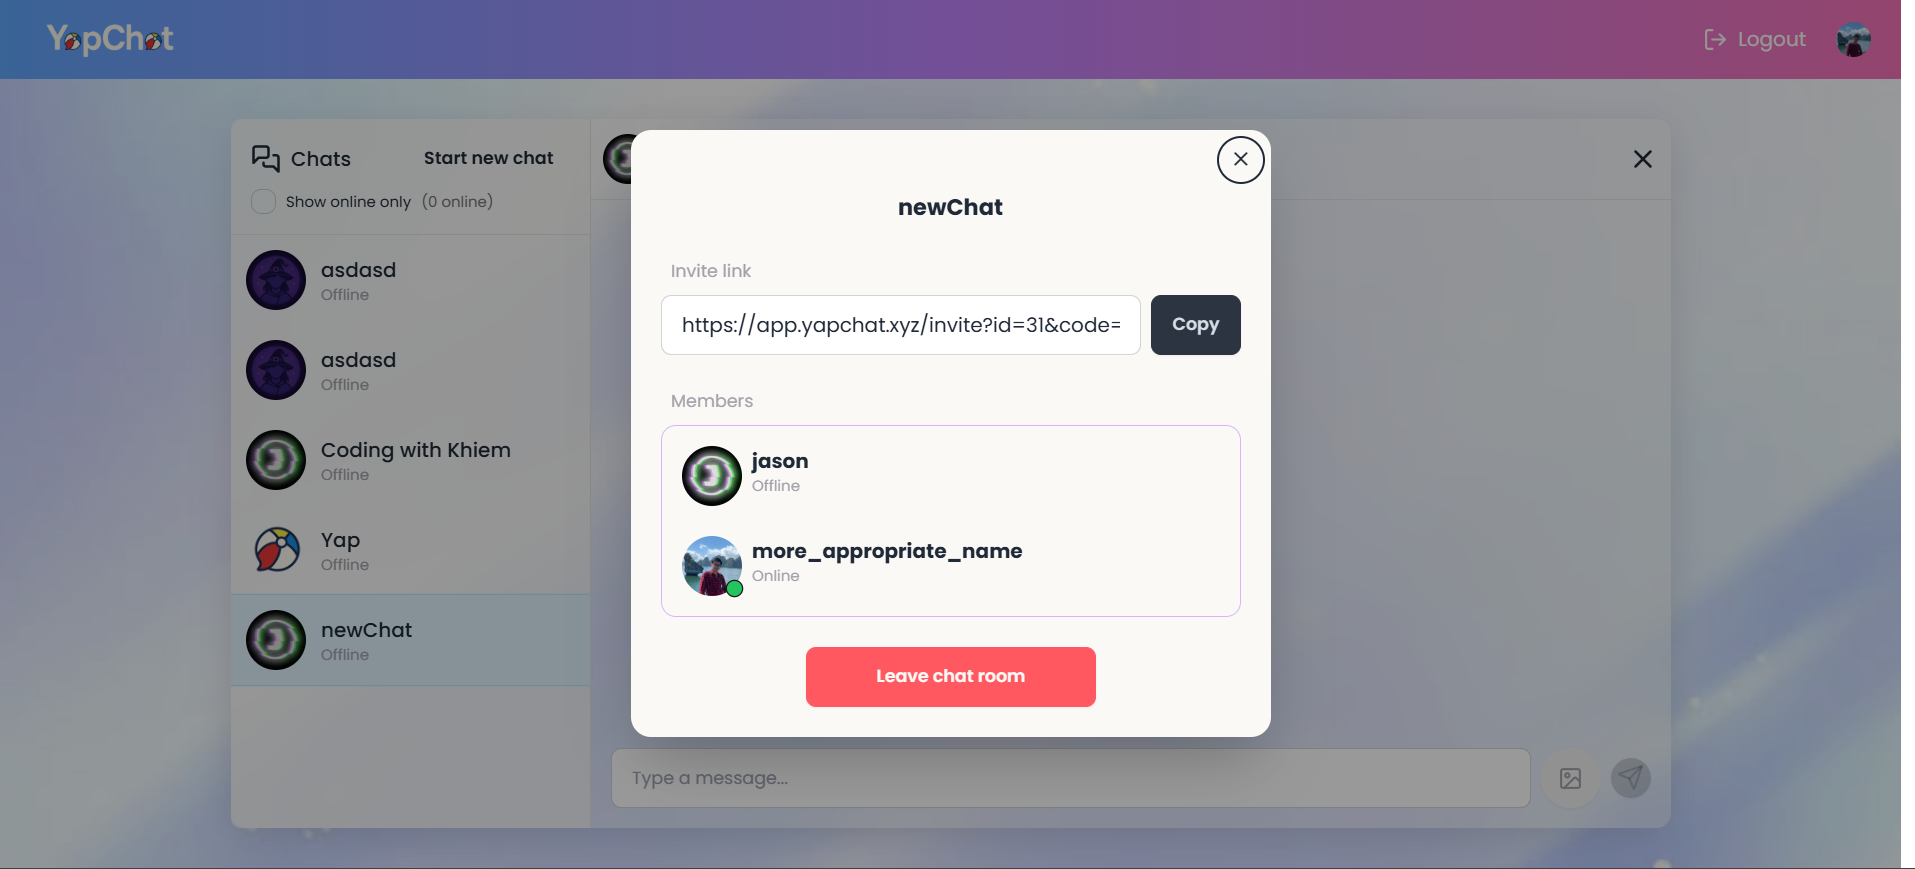 YapChat
Logout
Chats
Start new chat
Show online only (0 online)
asdasd
Offline
asdasd
Offline
Coding with Khiem
Offline
Yap
Offline
newChat
Offline
newChat
Invite link
https://app.yapchat.xyz/invite?id=31&code=
Copy
Members
jason
Offline
more_appropriate_name
Online
Leave chat room
Type a message...